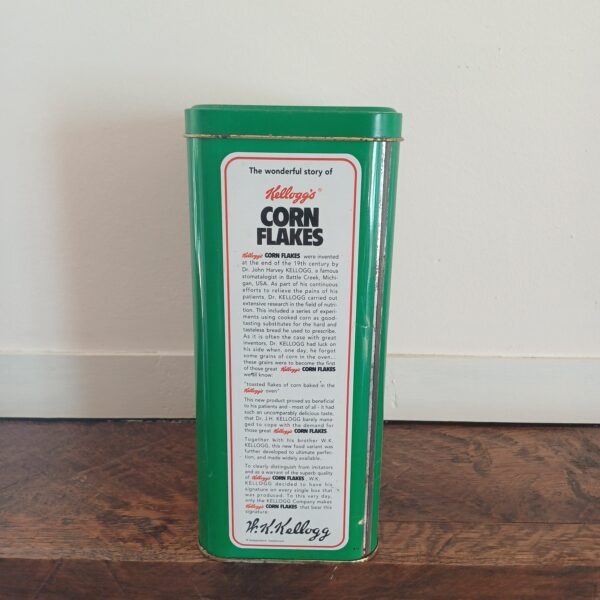 The wonderful story of
Kellogg's®
CORN
FLAKES
Kellogg's CORN FLAKES were invented
at the end of the 19th century by
Dr. John Harvey KELLOGG, a famous
stomatalogist in Battle Creek, Michi-
gan, USA. As part of his continuous
efforts to relieve the pains of his
patients, Dr. KELLOGG carried out
extensive research in the field of nutri-
tion. This included a series of experi-
ments using cooked corn as good-
tasting substitutes for the hard and
tasteless bread he used to prescribe.
As it is often the case with great
inventors, Dr. KELLOGG had luck on
his side when, one day, he forgot
some grains of corn in the oven...
these grains were to become the first
of those great Kellogg's CORN FLAKES
we all know:
"toasted flakes of corn baked in the
Kellogg's oven"
This new product proved so beneficial
to his patients and - most of all - it had
such an uncomparably delicious taste,
that Dr. J.H. KELLOGG barely mana-
ged to cope with the demand for
those great Kellogg's CORN FLAKES
Together with his brother W.K.
KELLOGG, this new food variant was
further developed to ultimate perfec-
tion, and made widely available.
To clearly distinguish from imitators
and as a warrant of the superb quality
of Kellogg's CORN FLAKES, W.K.
KELLOGG decided to have his
signature on every single box that
was produced. To this very day,
only the KELLOGG Company makes
Kellogg's CORN FLAKES that bear this
signature:
W.K.Kellogg